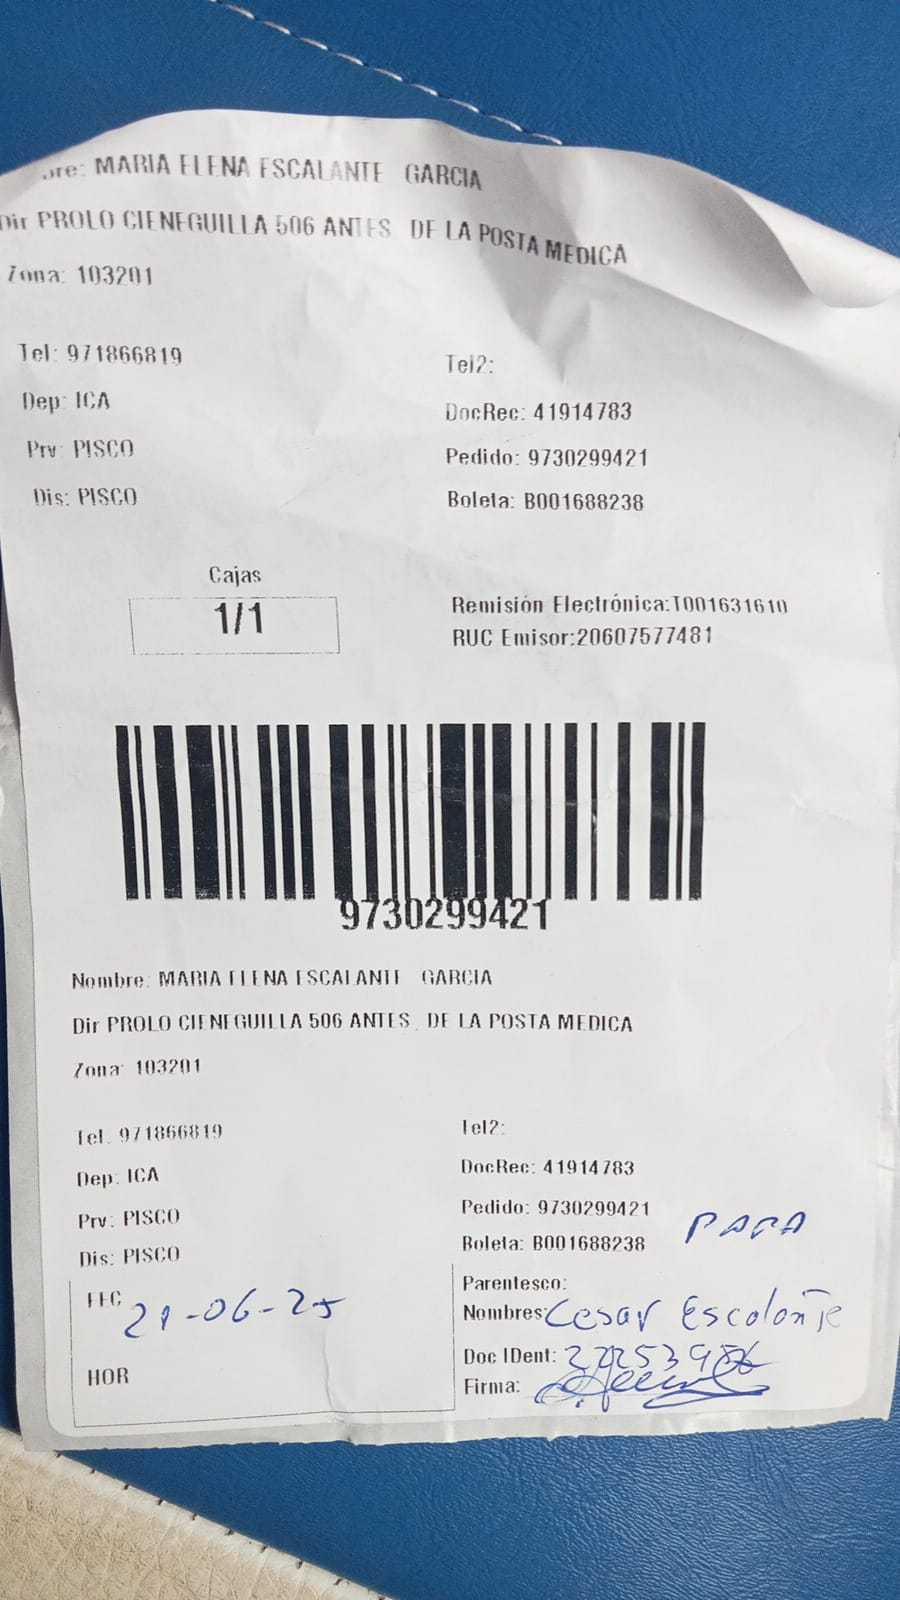 re: MARIA ELENA ESCALANTE GARCIA
Dir PROLO CIENEGUILLA 506 ANTES DE LA POSTA MEDICA
Zona: 103201
Tel: 971866819 Tel2:
Dep: ICA DocRec: 41914783
Prv: PISCO Pedido: 9730299421
Dis: PISCO Boleta: B001688238
Cajas
1/1
Remisión Electrónica:T001631610
RUC Emisor:20607577481
9730299421
Nombre: MARIA ELENA ESCALANTE GARCIA
Dir PROLO CIENEGUILLA 506 ANTES DE LA POSTA MEDICA
Zona: 103201
Tel: 971866819 Tel2:
Dep: ICA DocRec: 41914783
Prv: PISCO Pedido: 9730299421
Dis: PISCO Boleta: B001688238 PAPA
Parentesco:
FEC 21-06-25 Nombres: Cesar Escalante
Doc IDent:
HOR Firma: